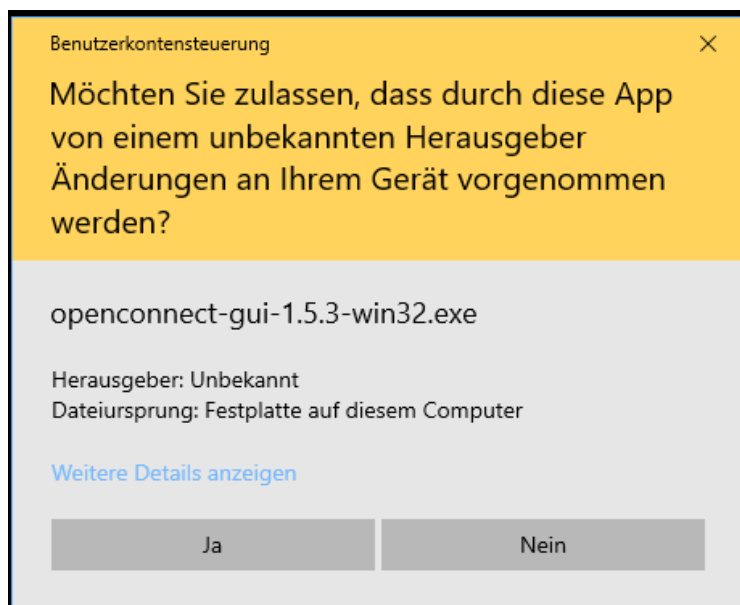 Benutzerkontensteuerung
Möchten Sie zulassen, dass durch diese App
von einem unbekannten Herausgeber
Änderungen an Ihrem Gerät vorgenommen
werden?
openconnect-gui-1.5.3-win32.exe
Herausgeber: Unbekannt
Dateiursprung: Festplatte auf diesem Computer
Weitere Details anzeigen
Ja
Nein